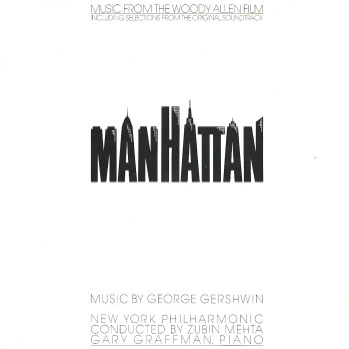 MUSIC FROM THE WOODY ALLEN FILM
INCLUDING SELECTIONS FROM THE ORIGINAL SOUNDTRACK
MANHATTAN
MUSIC BY GEORGE GERSHWIN
NEW YORK PHILHARMONIC
CONDUCTED BY ZUBIN MEHTA
GARY GRAFFMAN, PIANO